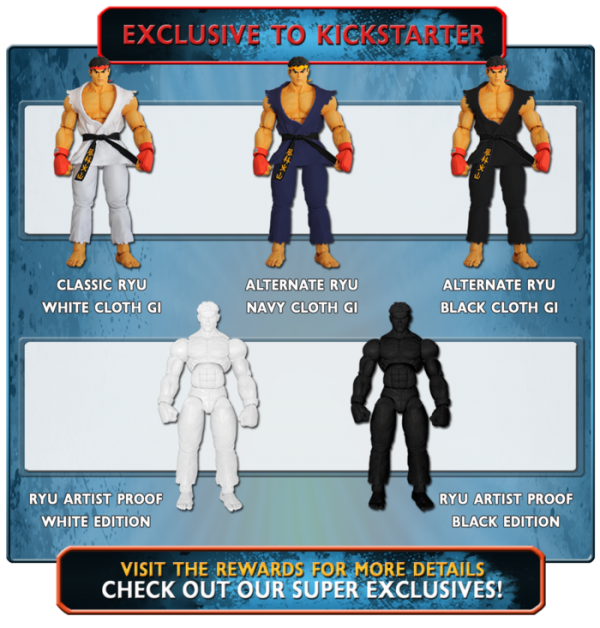 EXCLUSIVE TO KICKSTARTER
CLASSIC RYU
WHITE CLOTH GI
ALTERNATE RYU
NAVY CLOTH GI
ALTERNATE RYU
BLACK CLOTH GI
RYU ARTIST PROOF
WHITE EDITION
RYU ARTIST PROOF
BLACK EDITION
VISIT THE REWARDS FOR MORE DETAILS
CHECK OUT OUR SUPER EXCLUSIVES!